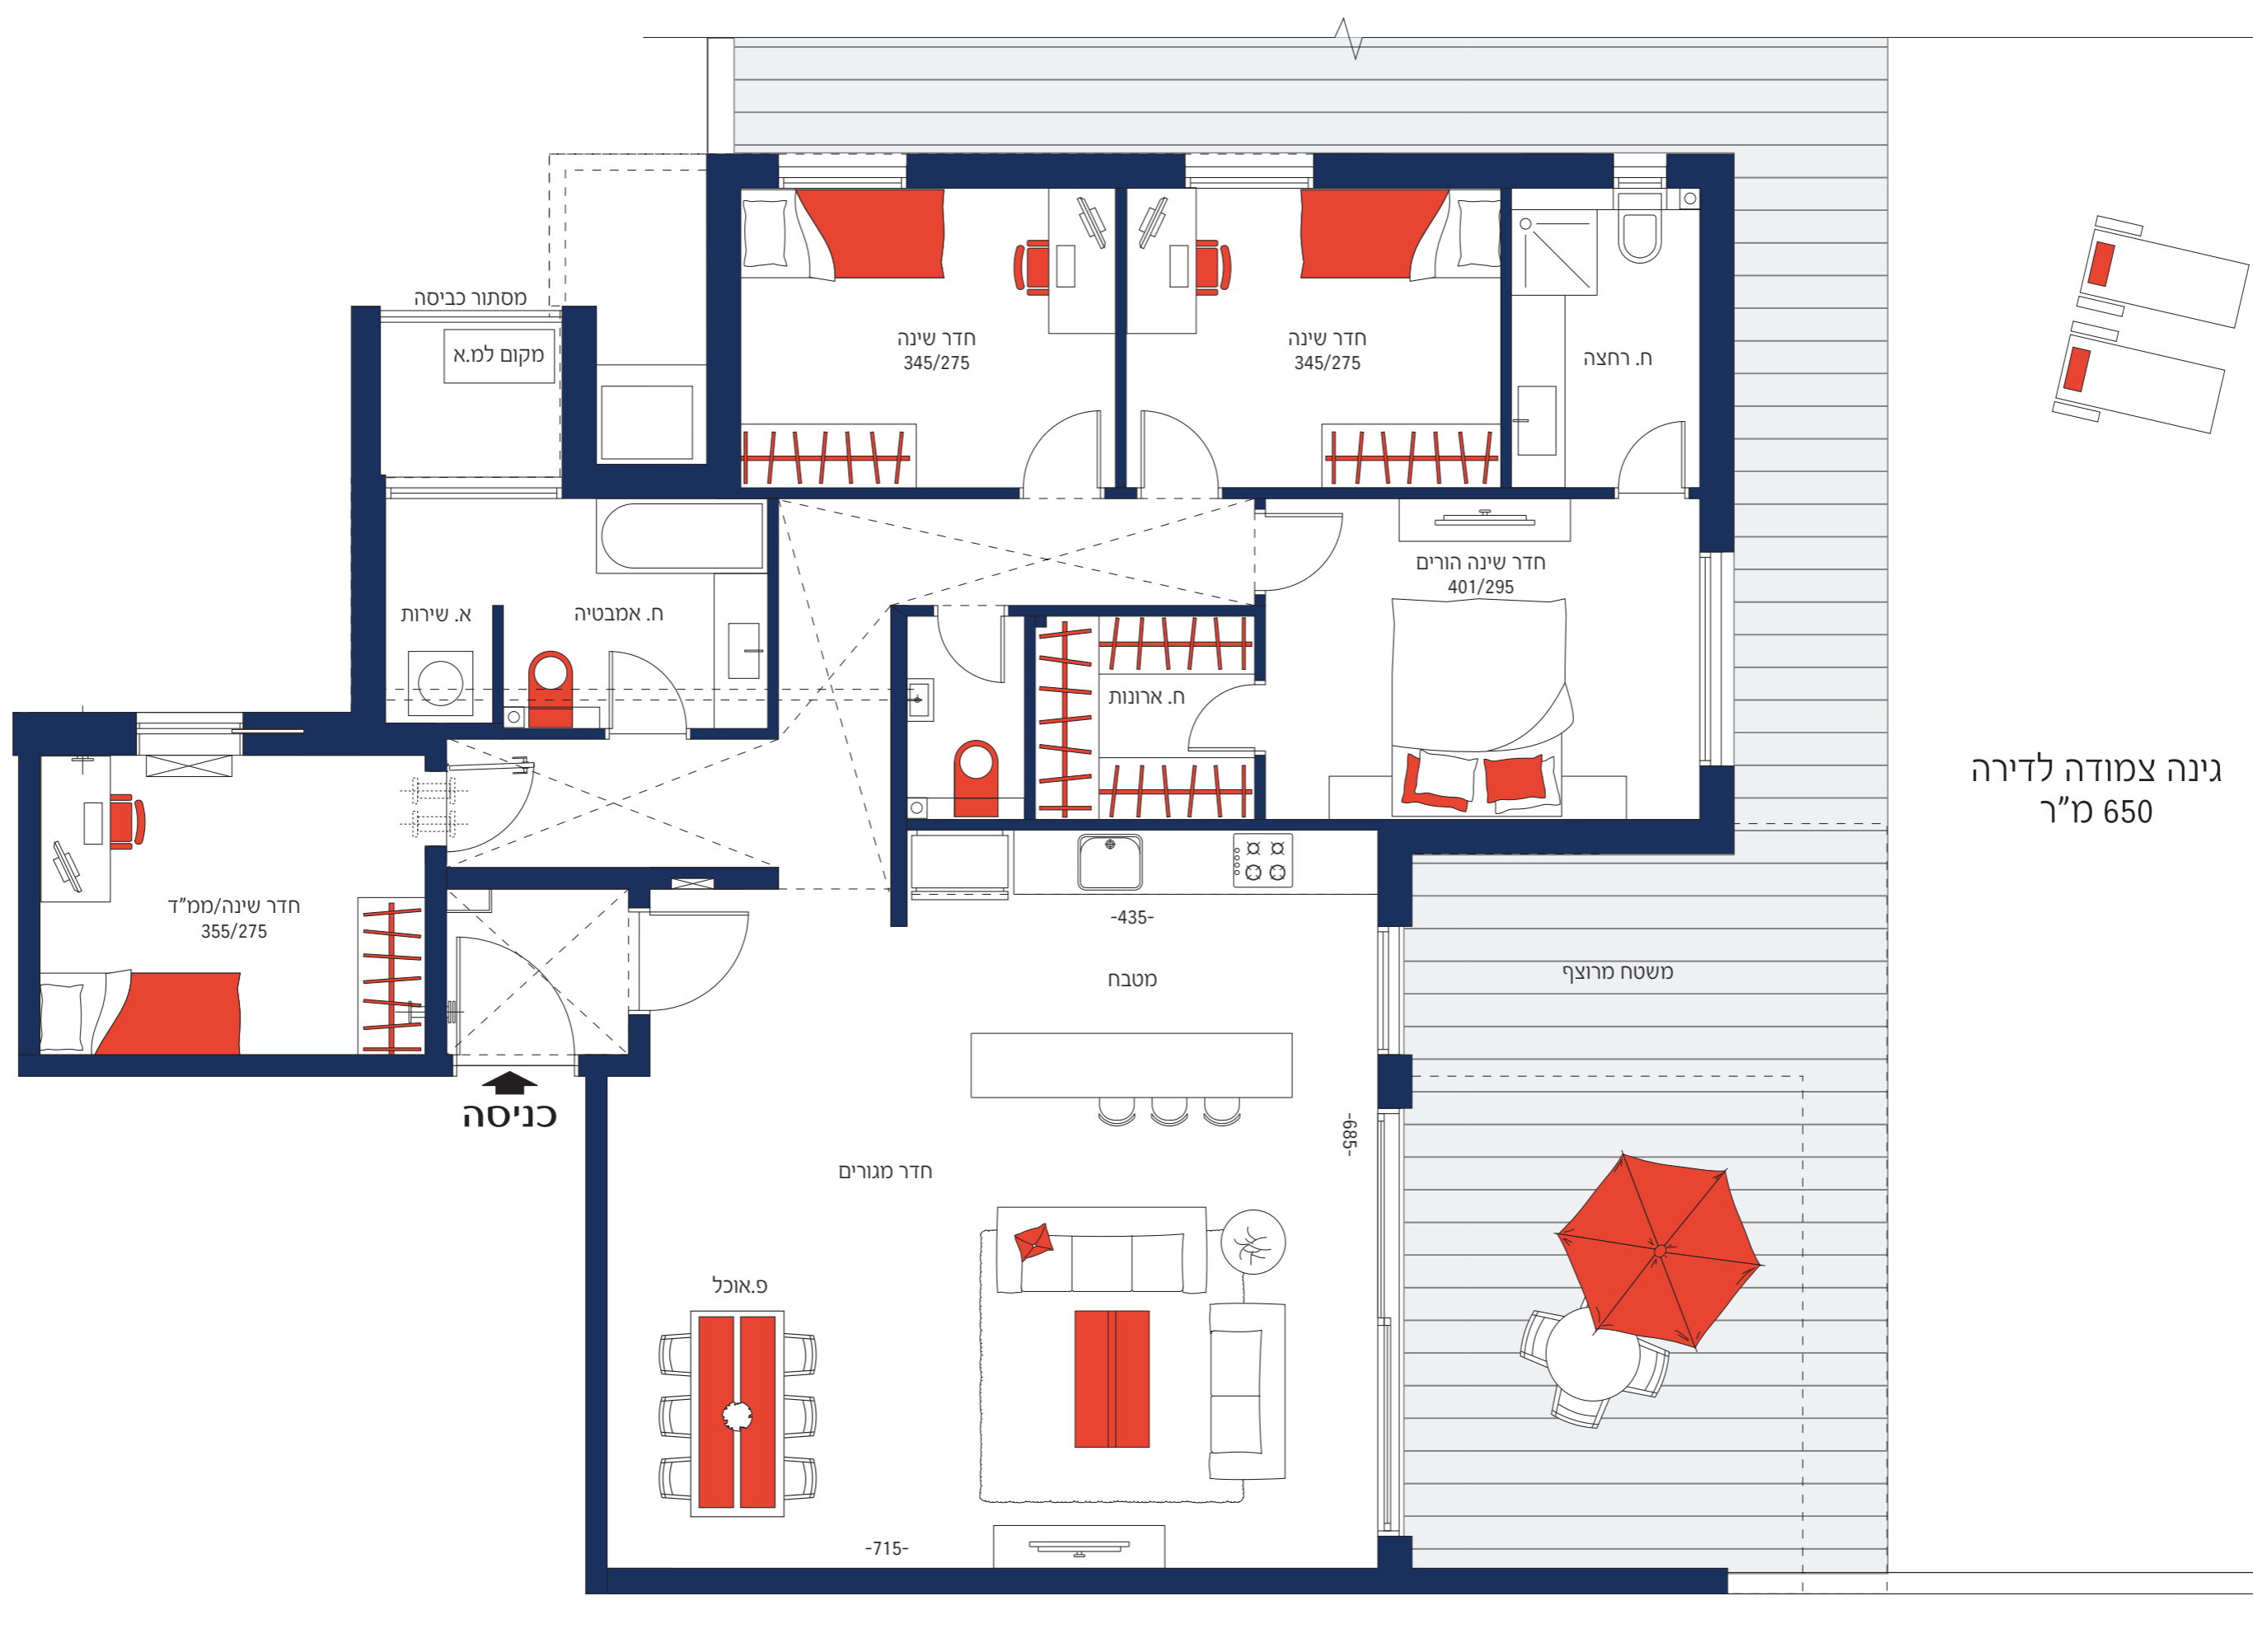 מסתור כביסה
מקום למ.א
חדר שינה
345/275
חדר שינה
345/275
ח. רחצה
חדר שינה הורים
401/295
א. שירות
ח. אמבטיה
ח. ארונות
גינה צמודה לדירה
650 מ"ר
חדר שינה/ממ"ד
355/275
-435-
מטבח
משטח מרוצף
כניסה
-685-
חדר מגורים
פ.אוכל
-715-